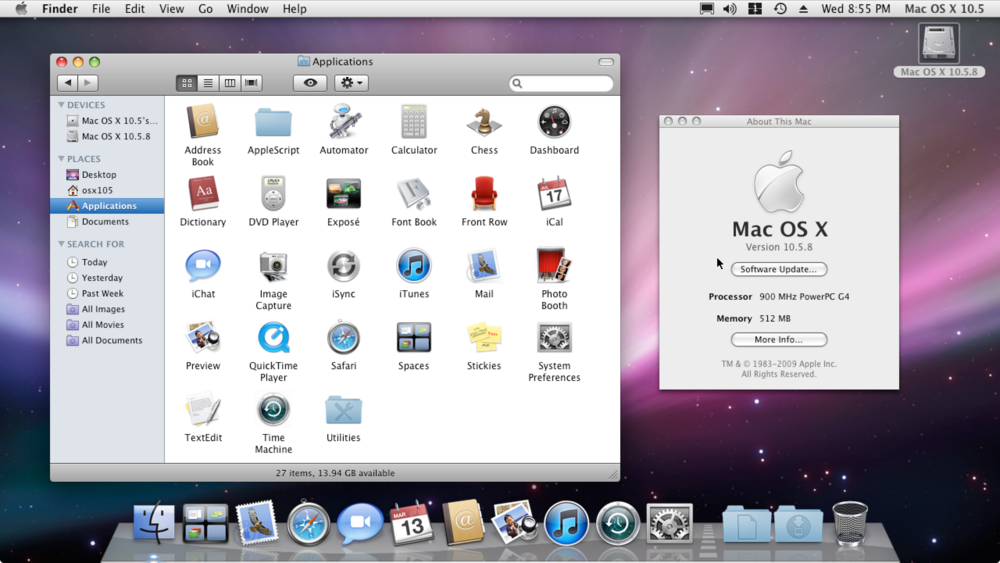 Finder File Edit View Go Window Help
Wed 8:55 PM Mac OS X 10.5
Mac OS X 10.5.8
Applications
DEVICES
Mac OS X 10.5's...
Mac OS X 10.5.8
PLACES
Desktop
osx105
Applications
Documents
SEARCH FOR
Today
Yesterday
Past Week
All Images
All Movies
All Documents
Address
Book
AppleScript
Automator
Calculator
Chess
Dashboard
Aa
Dictionary
DVD Player
Exposé
Font Book
Front Row
JUL
17
iCal
iChat
Image
Capture
iSync
iTunes
Mail
Photo
Booth
Preview
QuickTime
Player
Safari
Spaces
Stickies
System
Preferences
TextEdit
Time
Machine
Utilities
27 items, 13.94 GB available
About This Mac
Mac OS X
Version 10.5.8
Software Update...
Processor 900 MHz PowerPC G4
Memory 512 MB
More Info...
TM & © 1983-2009 Apple Inc.
All Rights Reserved.
MAR
13